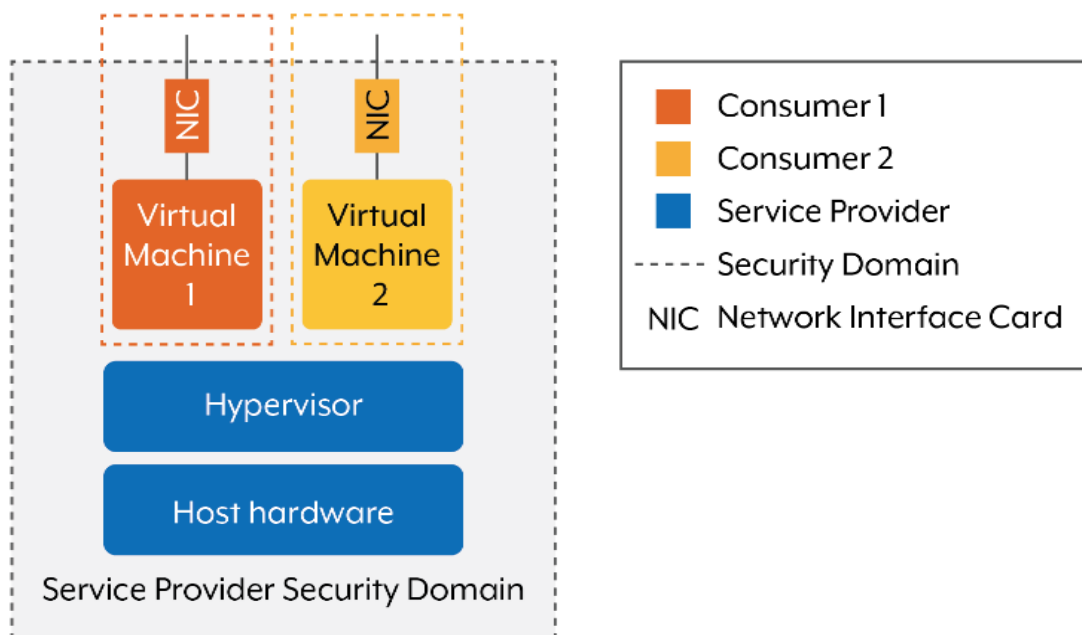 NIC
NIC
Virtual
Machine
1
Virtual
Machine
2
Hypervisor
Host hardware
Service Provider Security Domain
Consumer 1
Consumer 2
Service Provider
Security Domain
NIC Network Interface Card